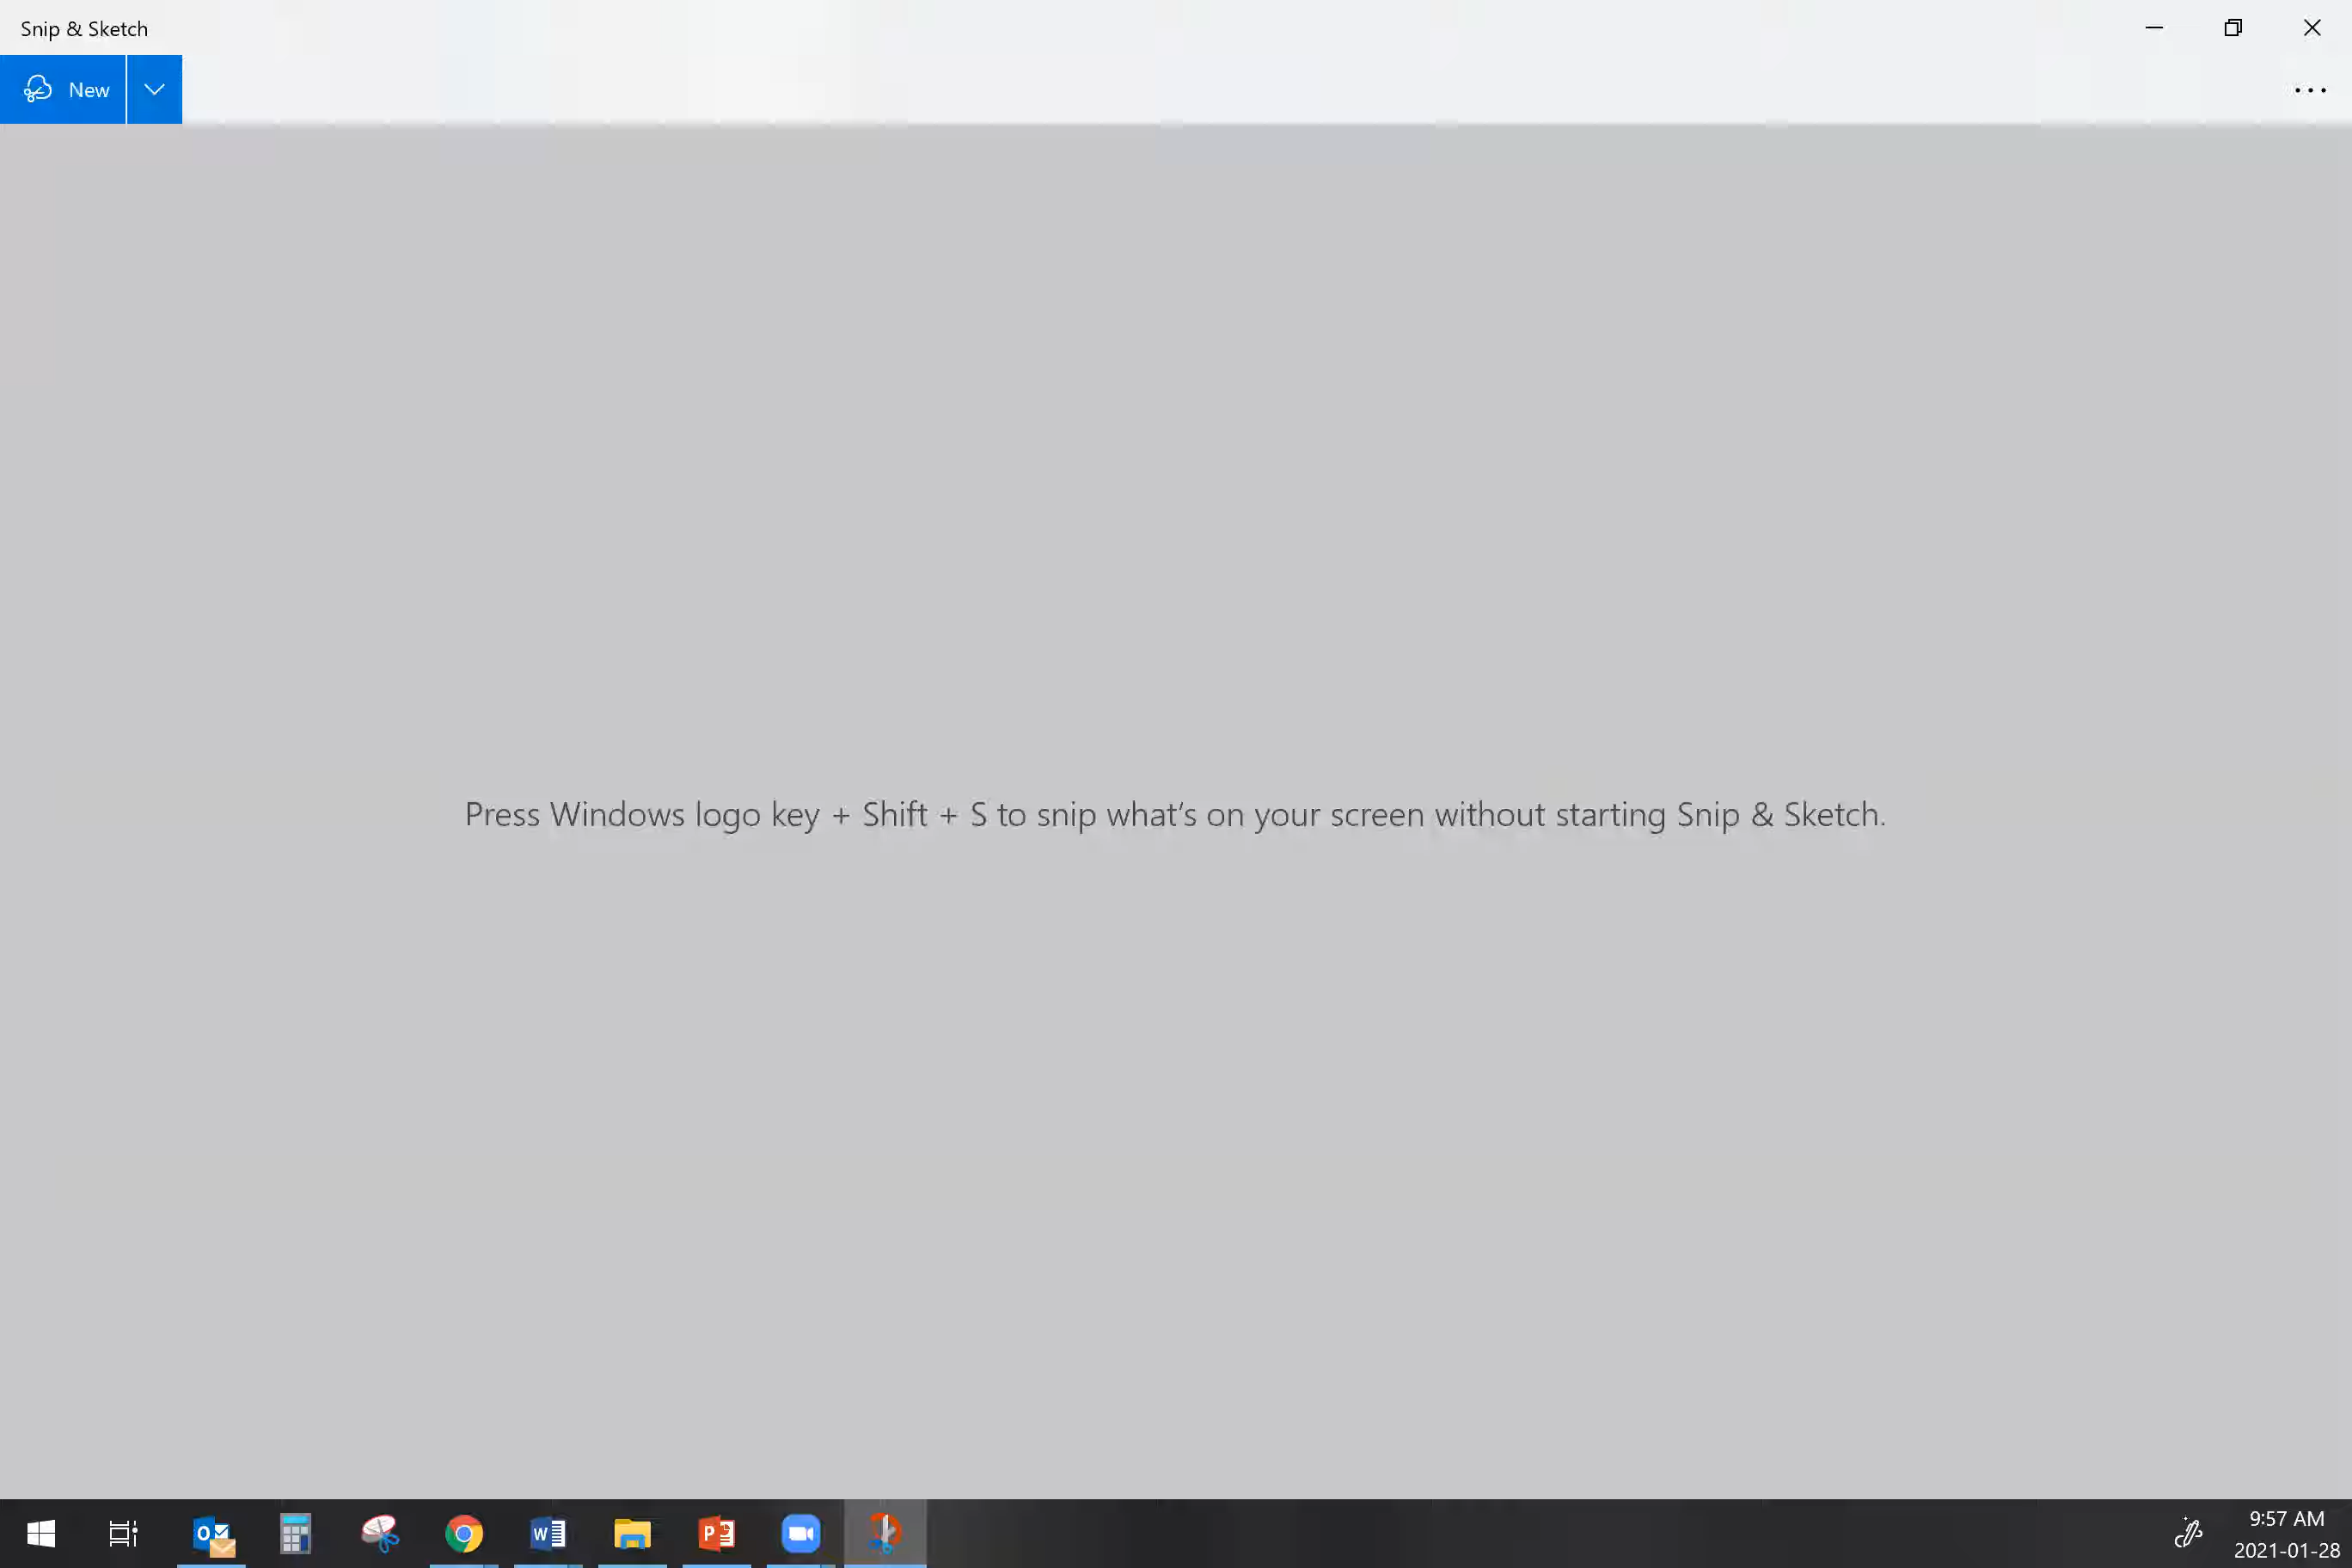 Snip & Sketch
New
Press Windows logo key + Shift + S to snip what's on your screen without starting Snip & Sketch.
9:57 AM
2021-01-28